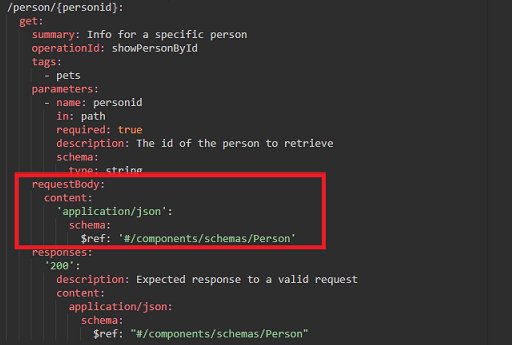 /person/{personid}:
get:
summary: Info for a specific person
operationId: showPersonById
tags:
- pets
parameters:
- name: personid
in: path
required: true
description: The id of the person to retrieve
schema:
type: string
requestBody:
content:
'application/json':
schema:
$ref: '#/components/schemas/Person'
responses:
'200':
description: Expected response to a valid request
content:
application/json:
schema:
$ref: "#/components/schemas/Person"